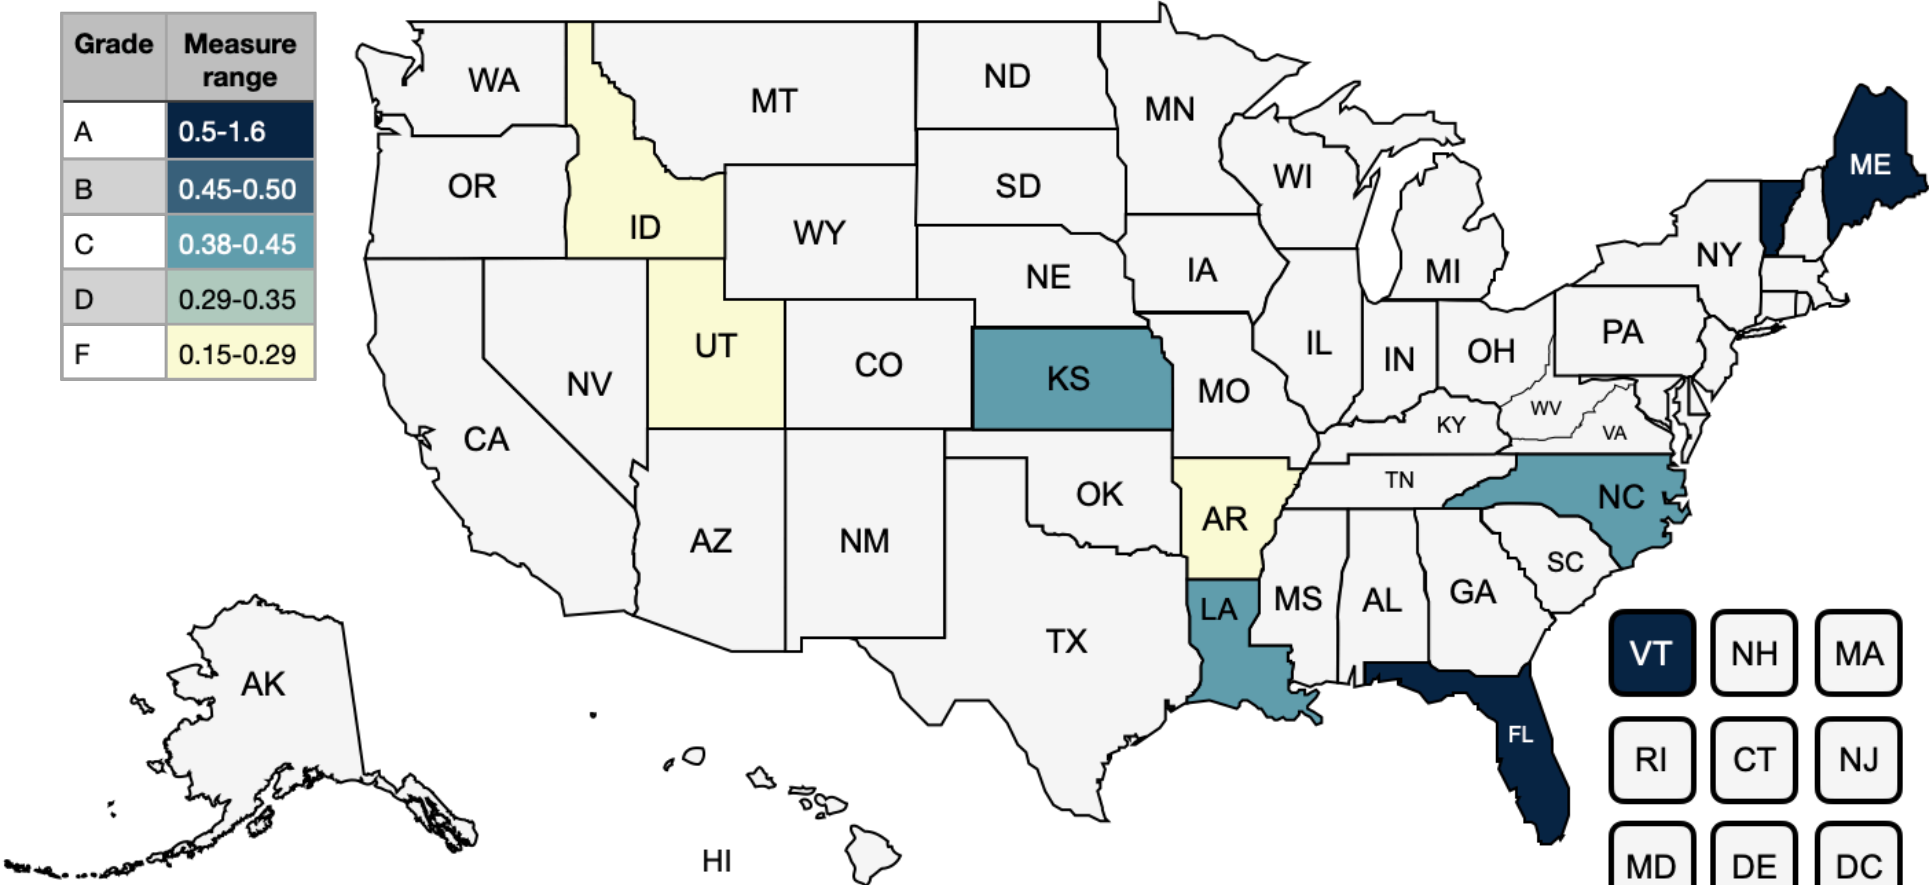 Grade Measure range
A 0.5-1.6
B 0.45-0.50
C 0.38-0.45
D 0.29-0.35
F 0.15-0.29
WA
MT
ND
MN
OR
ID
WY
SD
WI
MI
NY
ME
NE
IA
UT
NV
CA
CO
KS
MO
IL
IN
OH
PA
WV
VA
KY
TN
NC
AZ
NM
OK
AR
SC
MS
AL
GA
LA
TX
FL
AK
HI
VT NH MA
RI CT NJ
MD DE DC